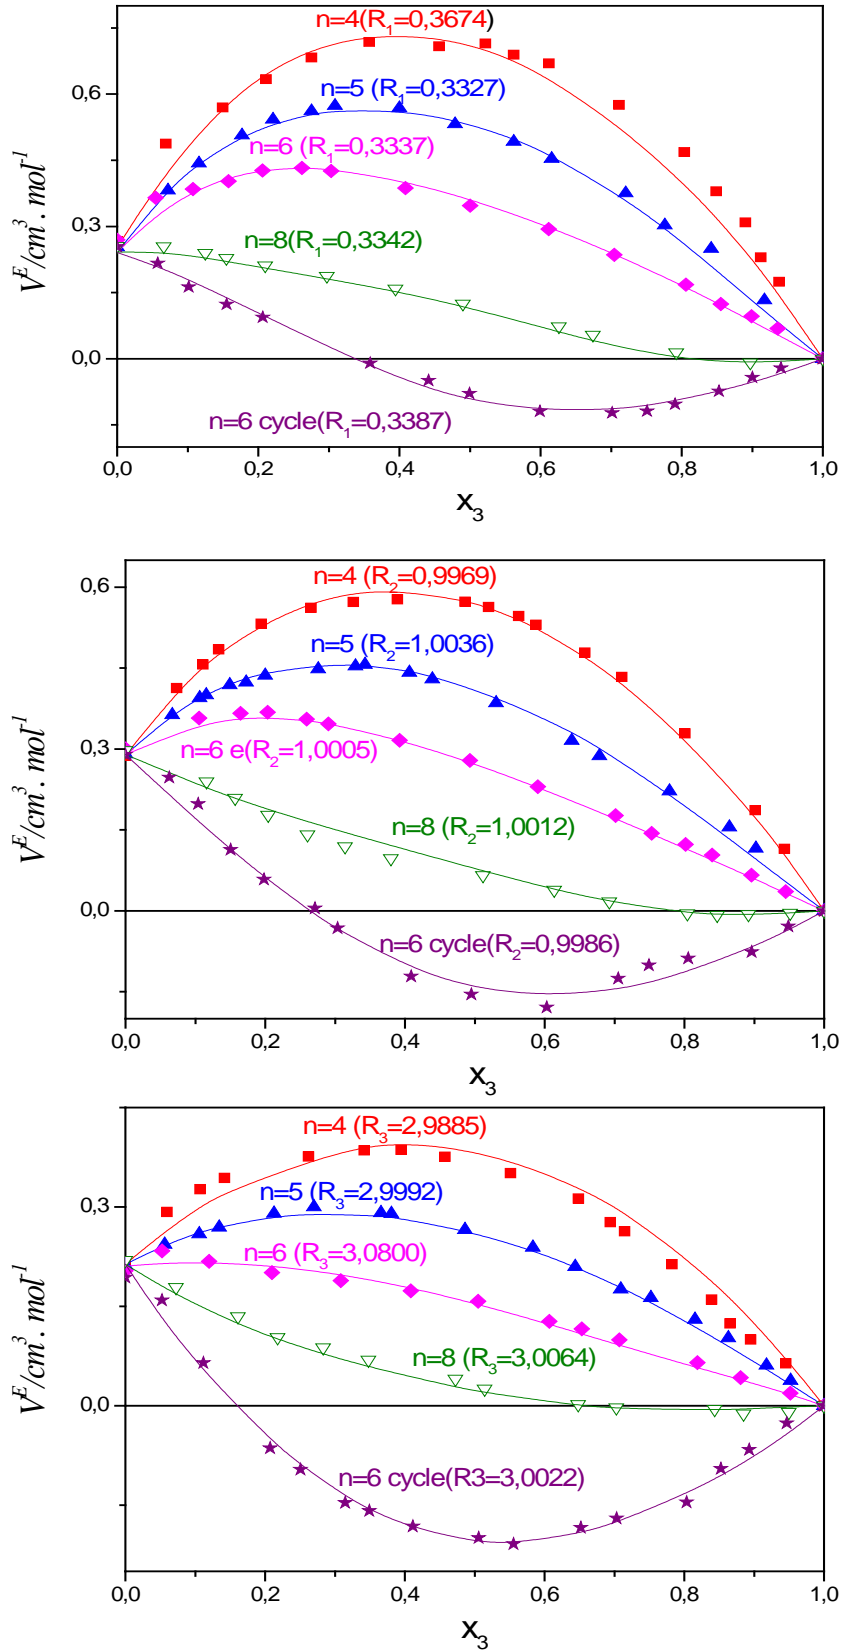 n=4(R₁=0,3674)
0,6
n=5 (R₁=0,3327)
n=6 (R₁=0,3337)
0,3
n=8(R₁=0,3342)
0,0
n=6 cycle(R₁=0,3387)
V^E/cm³. mol⁻¹
0,0 0,2 0,4 0,6 0,8 1,0
x₃
0,6
n=4 (R₂=0,9969)
n=5 (R₂=1,0036)
0,3
n=6 e(R₂=1,0005)
n=8 (R₂=1,0012)
0,0
n=6 cycle(R₂=0,9986)
V^E/cm³. mol⁻¹
0,0 0,2 0,4 0,6 0,8 1,0
x₃
n=4 (R₃=2,9885)
0,3
n=5 (R₃=2,9992)
n=6 (R₃=3,0800)
n=8 (R₃=3,0064)
0,0
n=6 cycle(R3=3,0022)
V^E/cm³. mol⁻¹
0,0 0,2 0,4 0,6 0,8 1,0
x₃